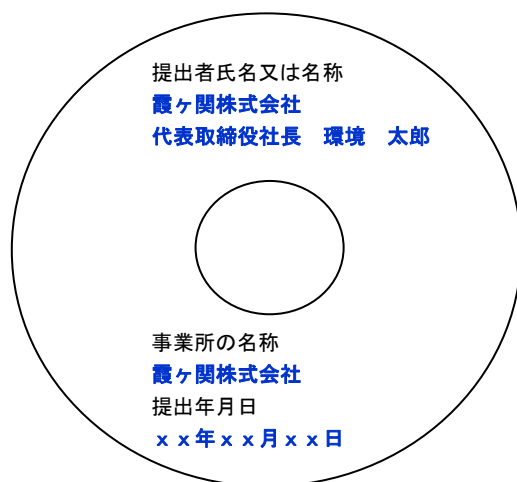 提出者氏名又は名称
霞ヶ関株式会社
代表取締役社長　環境　太郎
事業所の名称
霞ヶ関株式会社
提出年月日
ｘｘ年ｘｘ月ｘｘ日